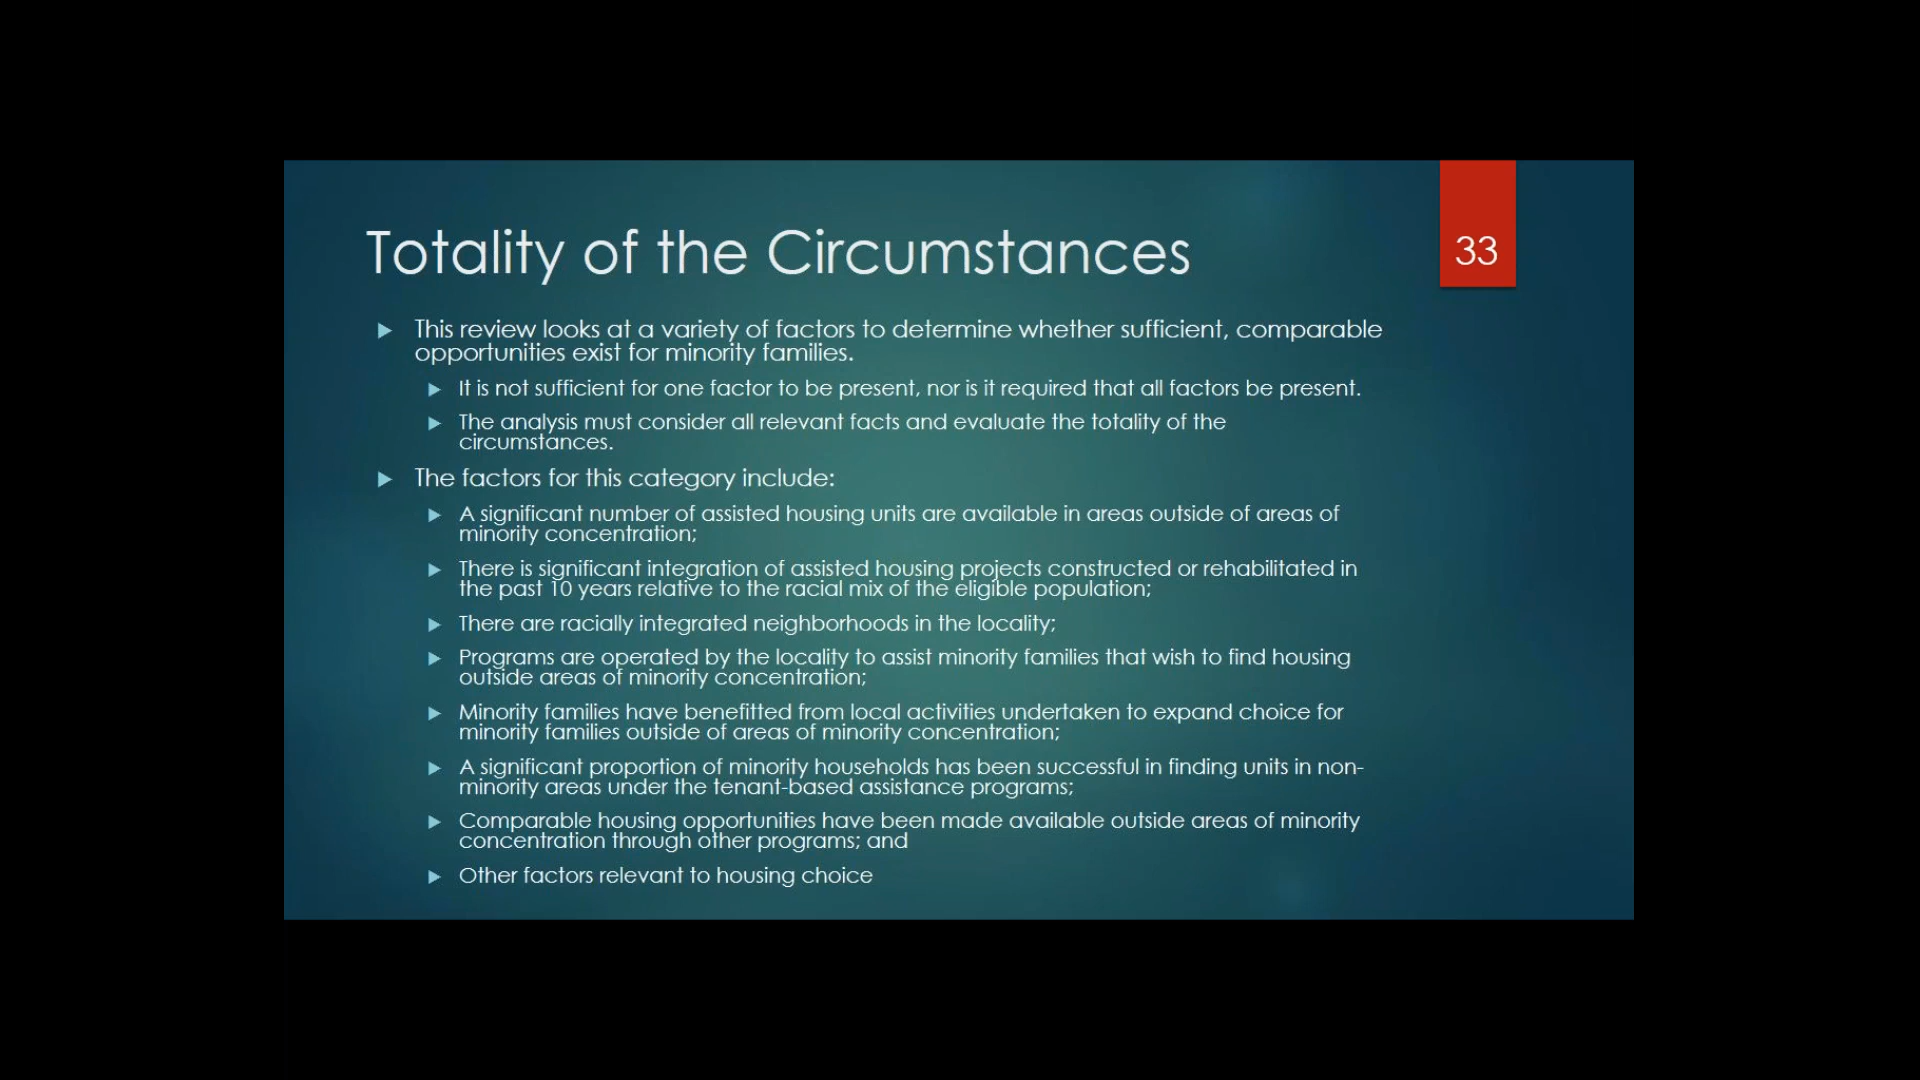 Totality of the Circumstances
33
This review looks at a variety of factors to determine whether sufficient, comparable
opportunities exist for minority families.
It is not sufficient for one factor to be present, nor is it required that all factors be present.
The analysis must consider all relevant facts and evaluate the totality of the
circumstances.
The factors for this category include:
A significant number of assisted housing units are available in areas outside of areas of
minority concentration;
There is significant integration of assisted housing projects constructed or rehabilitated in
the past 10 years relative to the racial mix of the eligible population;
There are racially integrated neighborhoods in the locality;
Programs are operated by the locality to assist minority families that wish to find housing
outside areas of minority concentration;
Minority families have benefitted from local activities undertaken to expand choice for
minority families outside of areas of minority concentration;
A significant proportion of minority households has been successful in finding units in non-
minority areas under the tenant-based assistance programs;
Comparable housing opportunities have been made available outside areas of minority
concentration through other programs; and
Other factors relevant to housing choice